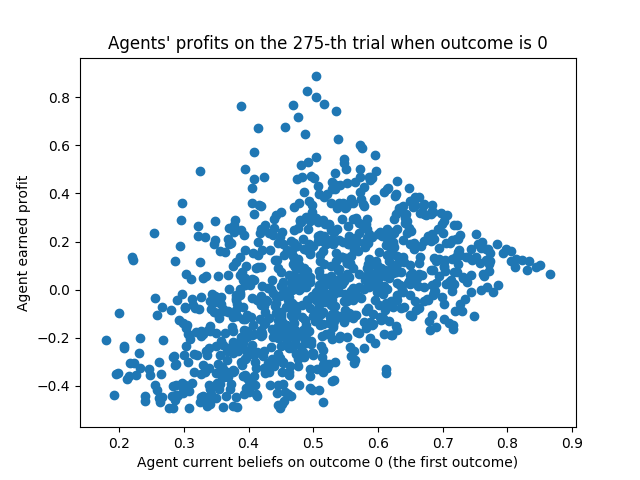 Agents' profits on the 275-th trial when outcome is 0
Agent earned profit
0.8
0.6
0.4
0.2
0.0
−0.2
−0.4
0.2 0.3 0.4 0.5 0.6 0.7 0.8 0.9
Agent current beliefs on outcome 0 (the first outcome)